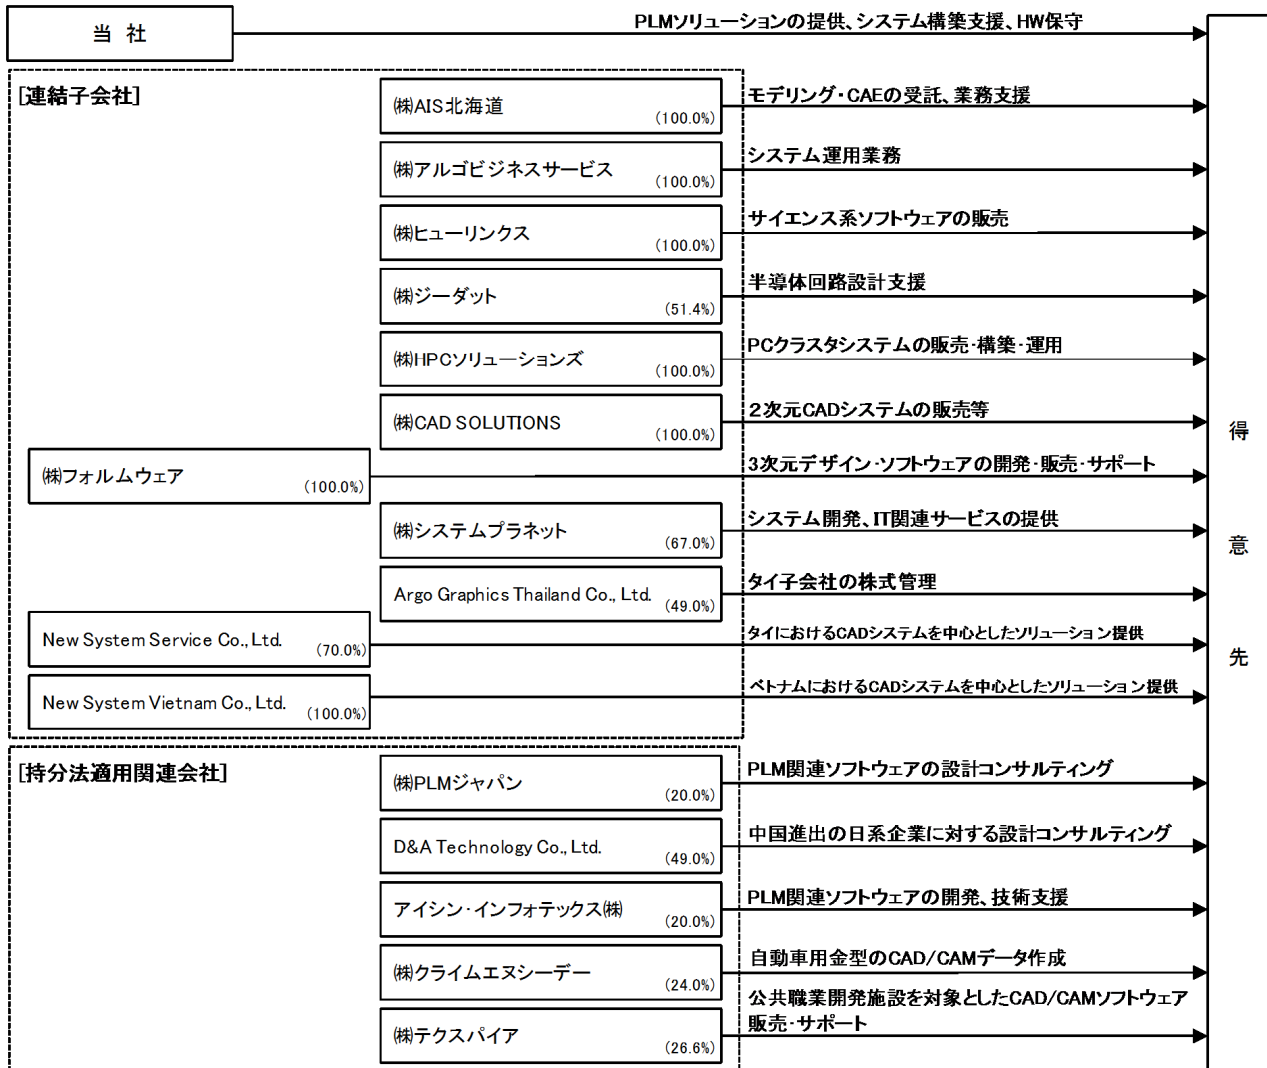 当 社
PLMソリューションの提供、システム構築支援、HW保守
[連結子会社]
㈱AIS北海道
(100.0%)
モデリング・CAEの受託、業務支援
㈱アルゴビジネスサービス
(100.0%)
システム運用業務
㈱ヒューリンクス
(100.0%)
サイエンス系ソフトウェアの販売
㈱ジーダット
(51.4%)
半導体回路設計支援
㈱HPCソリューションズ
(100.0%)
PCクラスタシステムの販売・構築・運用
㈱CAD SOLUTIONS
(100.0%)
2次元CADシステムの販売等
㈱フォルムウェア
(100.0%)
3次元デザイン・ソフトウェアの開発・販売・サポート
㈱システムプラネット
(67.0%)
システム開発、IT関連サービスの提供
Argo Graphics Thailand Co., Ltd.
(49.0%)
タイ子会社の株式管理
New System Service Co., Ltd.
(70.0%)
タイにおけるCADシステムを中心としたソリューション提供
New System Vietnam Co., Ltd.
(100.0%)
ベトナムにおけるCADシステムを中心としたソリューション提供
[持分法適用関連会社]
㈱PLMジャパン
(20.0%)
PLM関連ソフトウェアの設計コンサルティング
D&A Technology Co., Ltd.
(49.0%)
中国進出の日系企業に対する設計コンサルティング
アイシン・インフォテックス㈱
(20.0%)
PLM関連ソフトウェアの開発、技術支援
㈱クライムエヌシーデー
(24.0%)
自動車用金型のCAD/CAMデータ作成
㈱テクスパイア
(26.6%)
公共職業開発施設を対象としたCAD/CAMソフトウェア
販売・サポート
得
意
先